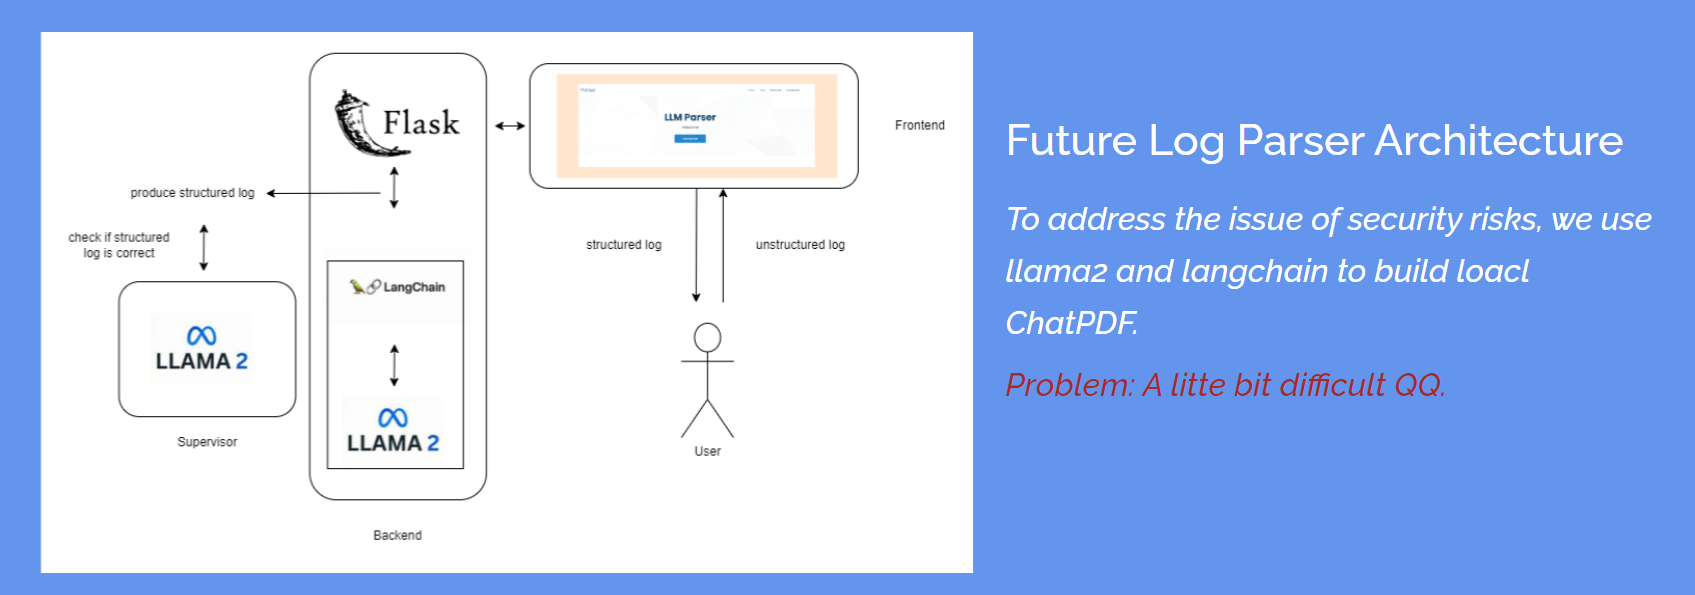 Flask
produce structured log
check if structured
log is correct
LLAMA 2
Supervisor
LangChain
LLAMA 2
Backend
LLM Parser
Frontend
structured log
unstructured log
User
Future Log Parser Architecture
To address the issue of security risks, we use
llama2 and langchain to build loacl
ChatPDF.
Problem: A litte bit difficult QQ.